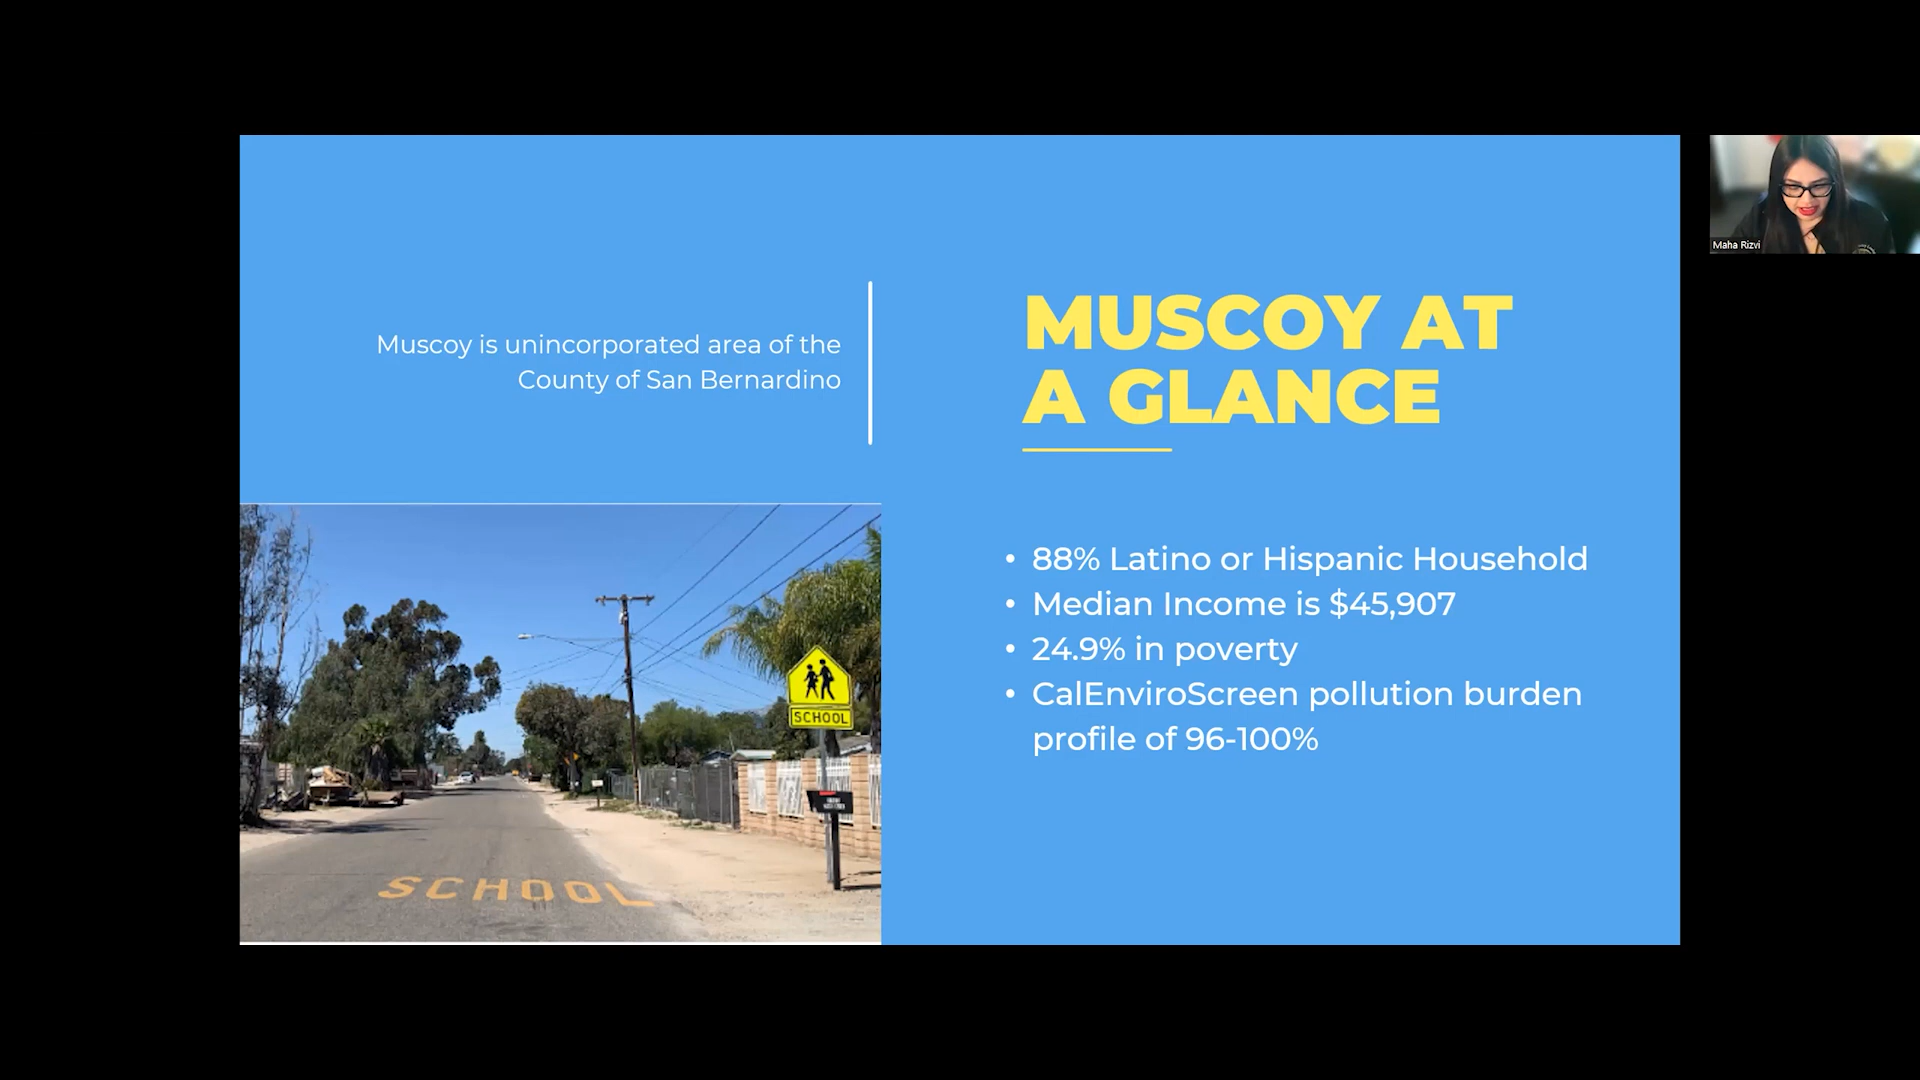 Muscoy is unincorporated area of the
County of San Bernardino
MUSCOY AT
A GLANCE
• 88% Latino or Hispanic Household
• Median Income is $45,907
• 24.9% in poverty
• CalEnviroScreen pollution burden
profile of 96-100%
SCHOOL
SCHOOL
Maha Rizvi